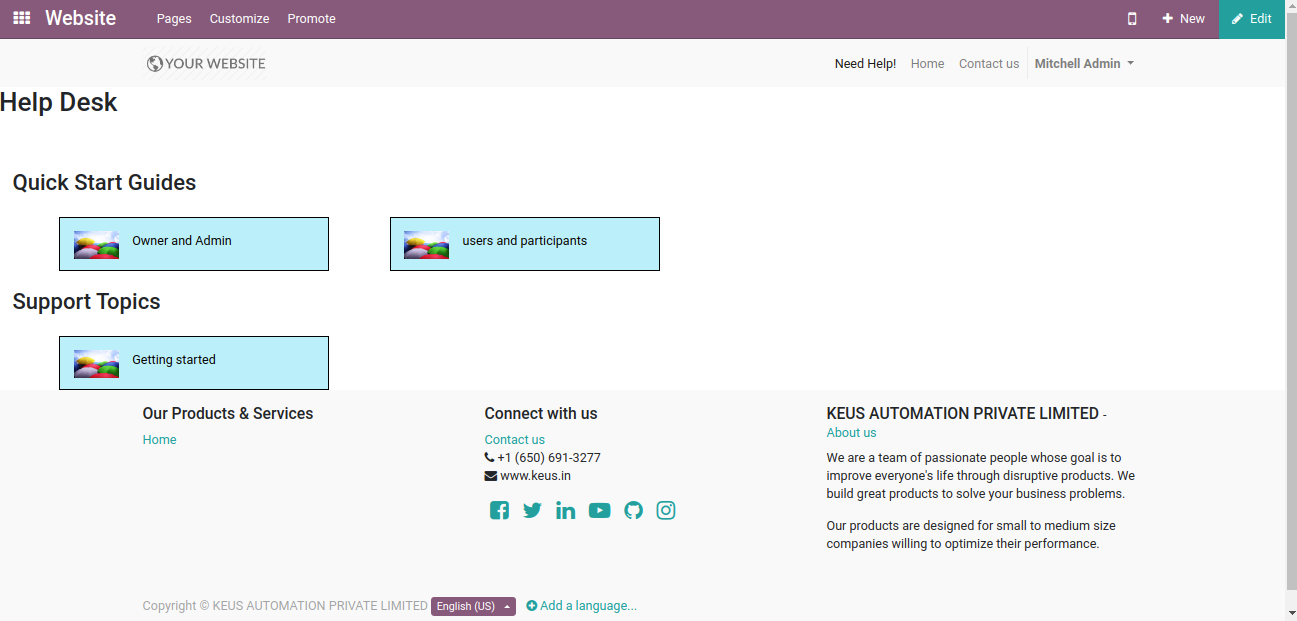 Website Pages Customize Promote New Edit
YOUR WEBSITE Need Help! Home Contact us Mitchell Admin
Help Desk
Quick Start Guides
Owner and Admin users and participants
Support Topics
Getting started
Our Products & Services
Home
Connect with us
Contact us
+1 (650) 691-3277
www.keus.in
KEUS AUTOMATION PRIVATE LIMITED -
About us
We are a team of passionate people whose goal is to
improve everyone's life through disruptive products. We
build great products to solve your business problems.
Our products are designed for small to medium size
companies willing to optimize their performance.
Copyright © KEUS AUTOMATION PRIVATE LIMITED English (US) Add a language...